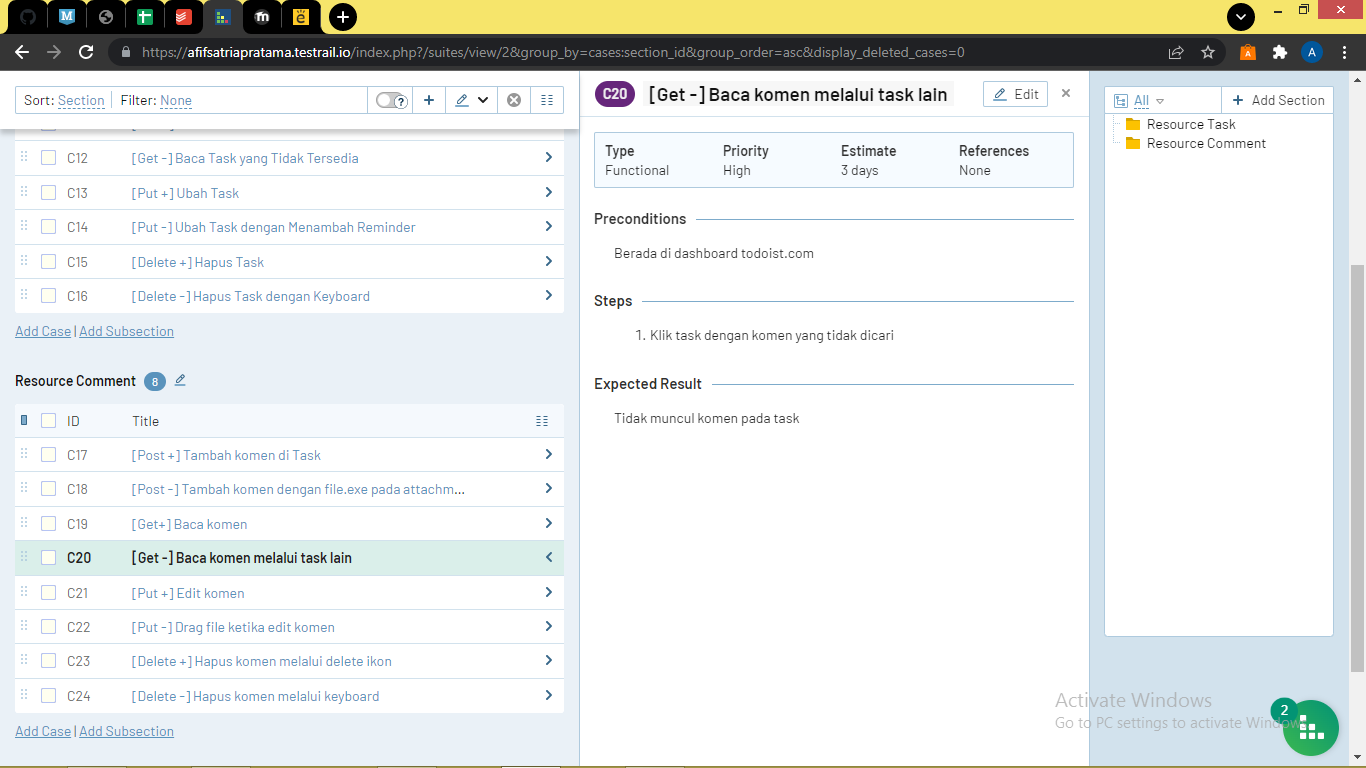 https://afifsatriapratama.testrail.io/index.php?/suites/view/2&group_by=cases:section_id&group_order=asc&display_deleted_cases=0
A
Sort: Section Filter: None
?
C12 [Get -] Baca Task yang Tidak Tersedia
C13 [Put +] Ubah Task
C14 [Put -] Ubah Task dengan Menambah Reminder
C15 [Delete +] Hapus Task
C16 [Delete -] Hapus Task dengan Keyboard
Add Case | Add Subsection
Resource Comment 8
ID Title
C17 [Post +] Tambah komen di Task
C18 [Post -] Tambah komen dengan file.exe pada attachm...
C19 [Get+] Baca komen
C20 [Get -] Baca komen melalui task lain
C21 [Put +] Edit komen
C22 [Put -] Drag file ketika edit komen
C23 [Delete +] Hapus komen melalui delete ikon
C24 [Delete -] Hapus komen melalui keyboard
Add Case | Add Subsection
C20 [Get -] Baca komen melalui task lain Edit
Type Priority Estimate References
Functional High 3 days None
Preconditions
Berada di dashboard todoist.com
Steps
1. Klik task dengan komen yang tidak dicari
Expected Result
Tidak muncul komen pada task
All + Add Section
Resource Task
Resource Comment
Activate Windows
Go to PC settings to activate Windows.
2